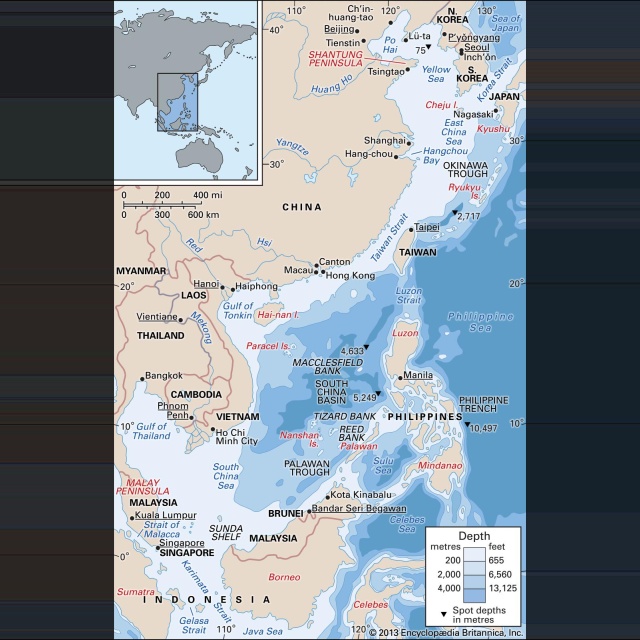 110°
120°
130°
Ch'in-
huang-tao
N.
KOREA
Sea of
Japan
40°
Beijing
Tienstin
Po
Hai
Lü-ta
75
P'yŏngyang
Seoul
Inch'ŏn
SHANTUNG
PENINSULA
Tsingtao
Yellow
Sea
S.
KOREA
Korea Strait
Huang Ho
JAPAN
Cheju I.
Nagasaki
Kyushu
East
China
Sea
30°
Shanghai
Hang-chou
Hangchou
Bay
Yangtze
30°
OKINAWA
TROUGH
Ryukyu
Is.
0
200
400 mi
0
300
600 km
CHINA
2,717
Taiwan Strait
Taipei
TAIWAN
Red
Hsi
Canton
Macau
Hong Kong
MYANMAR
20°
Hanoi
Haiphong
LAOS
Gulf of
Tonkin
Hai-nan I.
Luzon
Strait
20°
Vientiane
Mekong
THAILAND
Philippine
Sea
Paracel Is.
4,633
Luzon
MACCLESFIELD
BANK
Bangkok
SOUTH
CHINA
BASIN
5,249
Manila
CAMBODIA
Phnom
Penh
VIETNAM
TIZARD BANK
PHILIPPINES
PHILIPPINE
TRENCH
10°
Gulf of
Thailand
Ho Chi
Minh City
Nanshan
Is.
REED
BANK
Palawan
10°
10,497
South
China
Sea
PALAWAN
TROUGH
Sulu
Sea
Mindanao
MALAY
PENINSULA
MALAYSIA
Kota Kinabalu
Kuala Lumpur
BRUNEI
Bandar Seri Begawan
Strait of
Malacca
SUNDA
SHELF
Celebes
Sea
Singapore
SINGAPORE
MALAYSIA
0°
Karimata Strait
Borneo
Sumatra
INDONESIA
Celebes
Gelasa
Strait
110°
Java Sea
120°
Depth
metres
feet
200
655
2,000
6,560
4,000
13,125
Spot depths
in metres
© 2013 Encyclopædia Britannica, Inc.